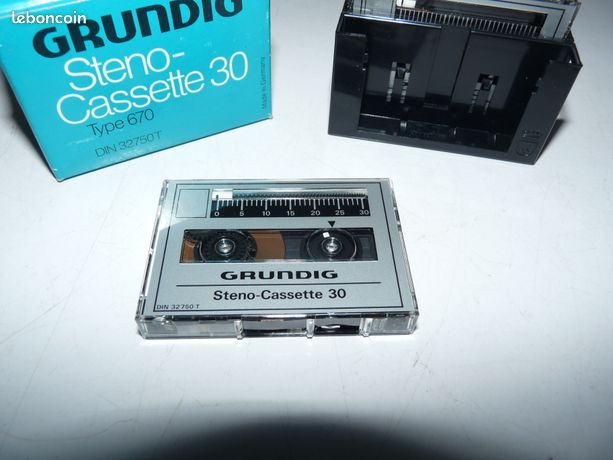 leboncoin
GRUNDIG
Steno-
Cassette 30
Type 670
DIN 32750T
Made in Germany
0 5 10 15 20 25 30
GRUNDIG
Steno-Cassette 30
DIN 32750-T